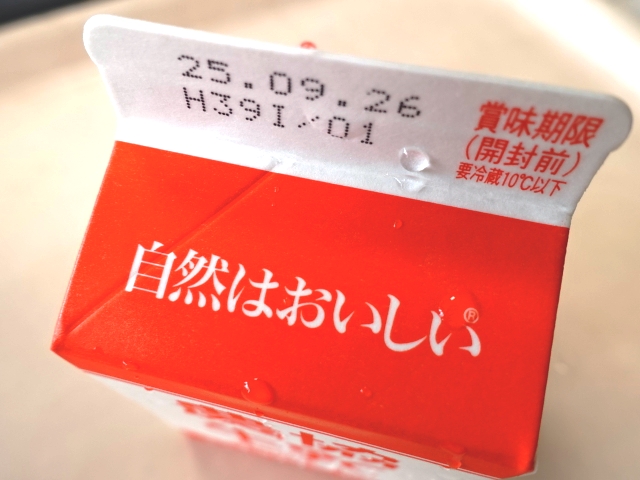 25.09.26
H39I/01
賞味期限
(開封前)
要冷蔵10℃以下
自然はおいしい®